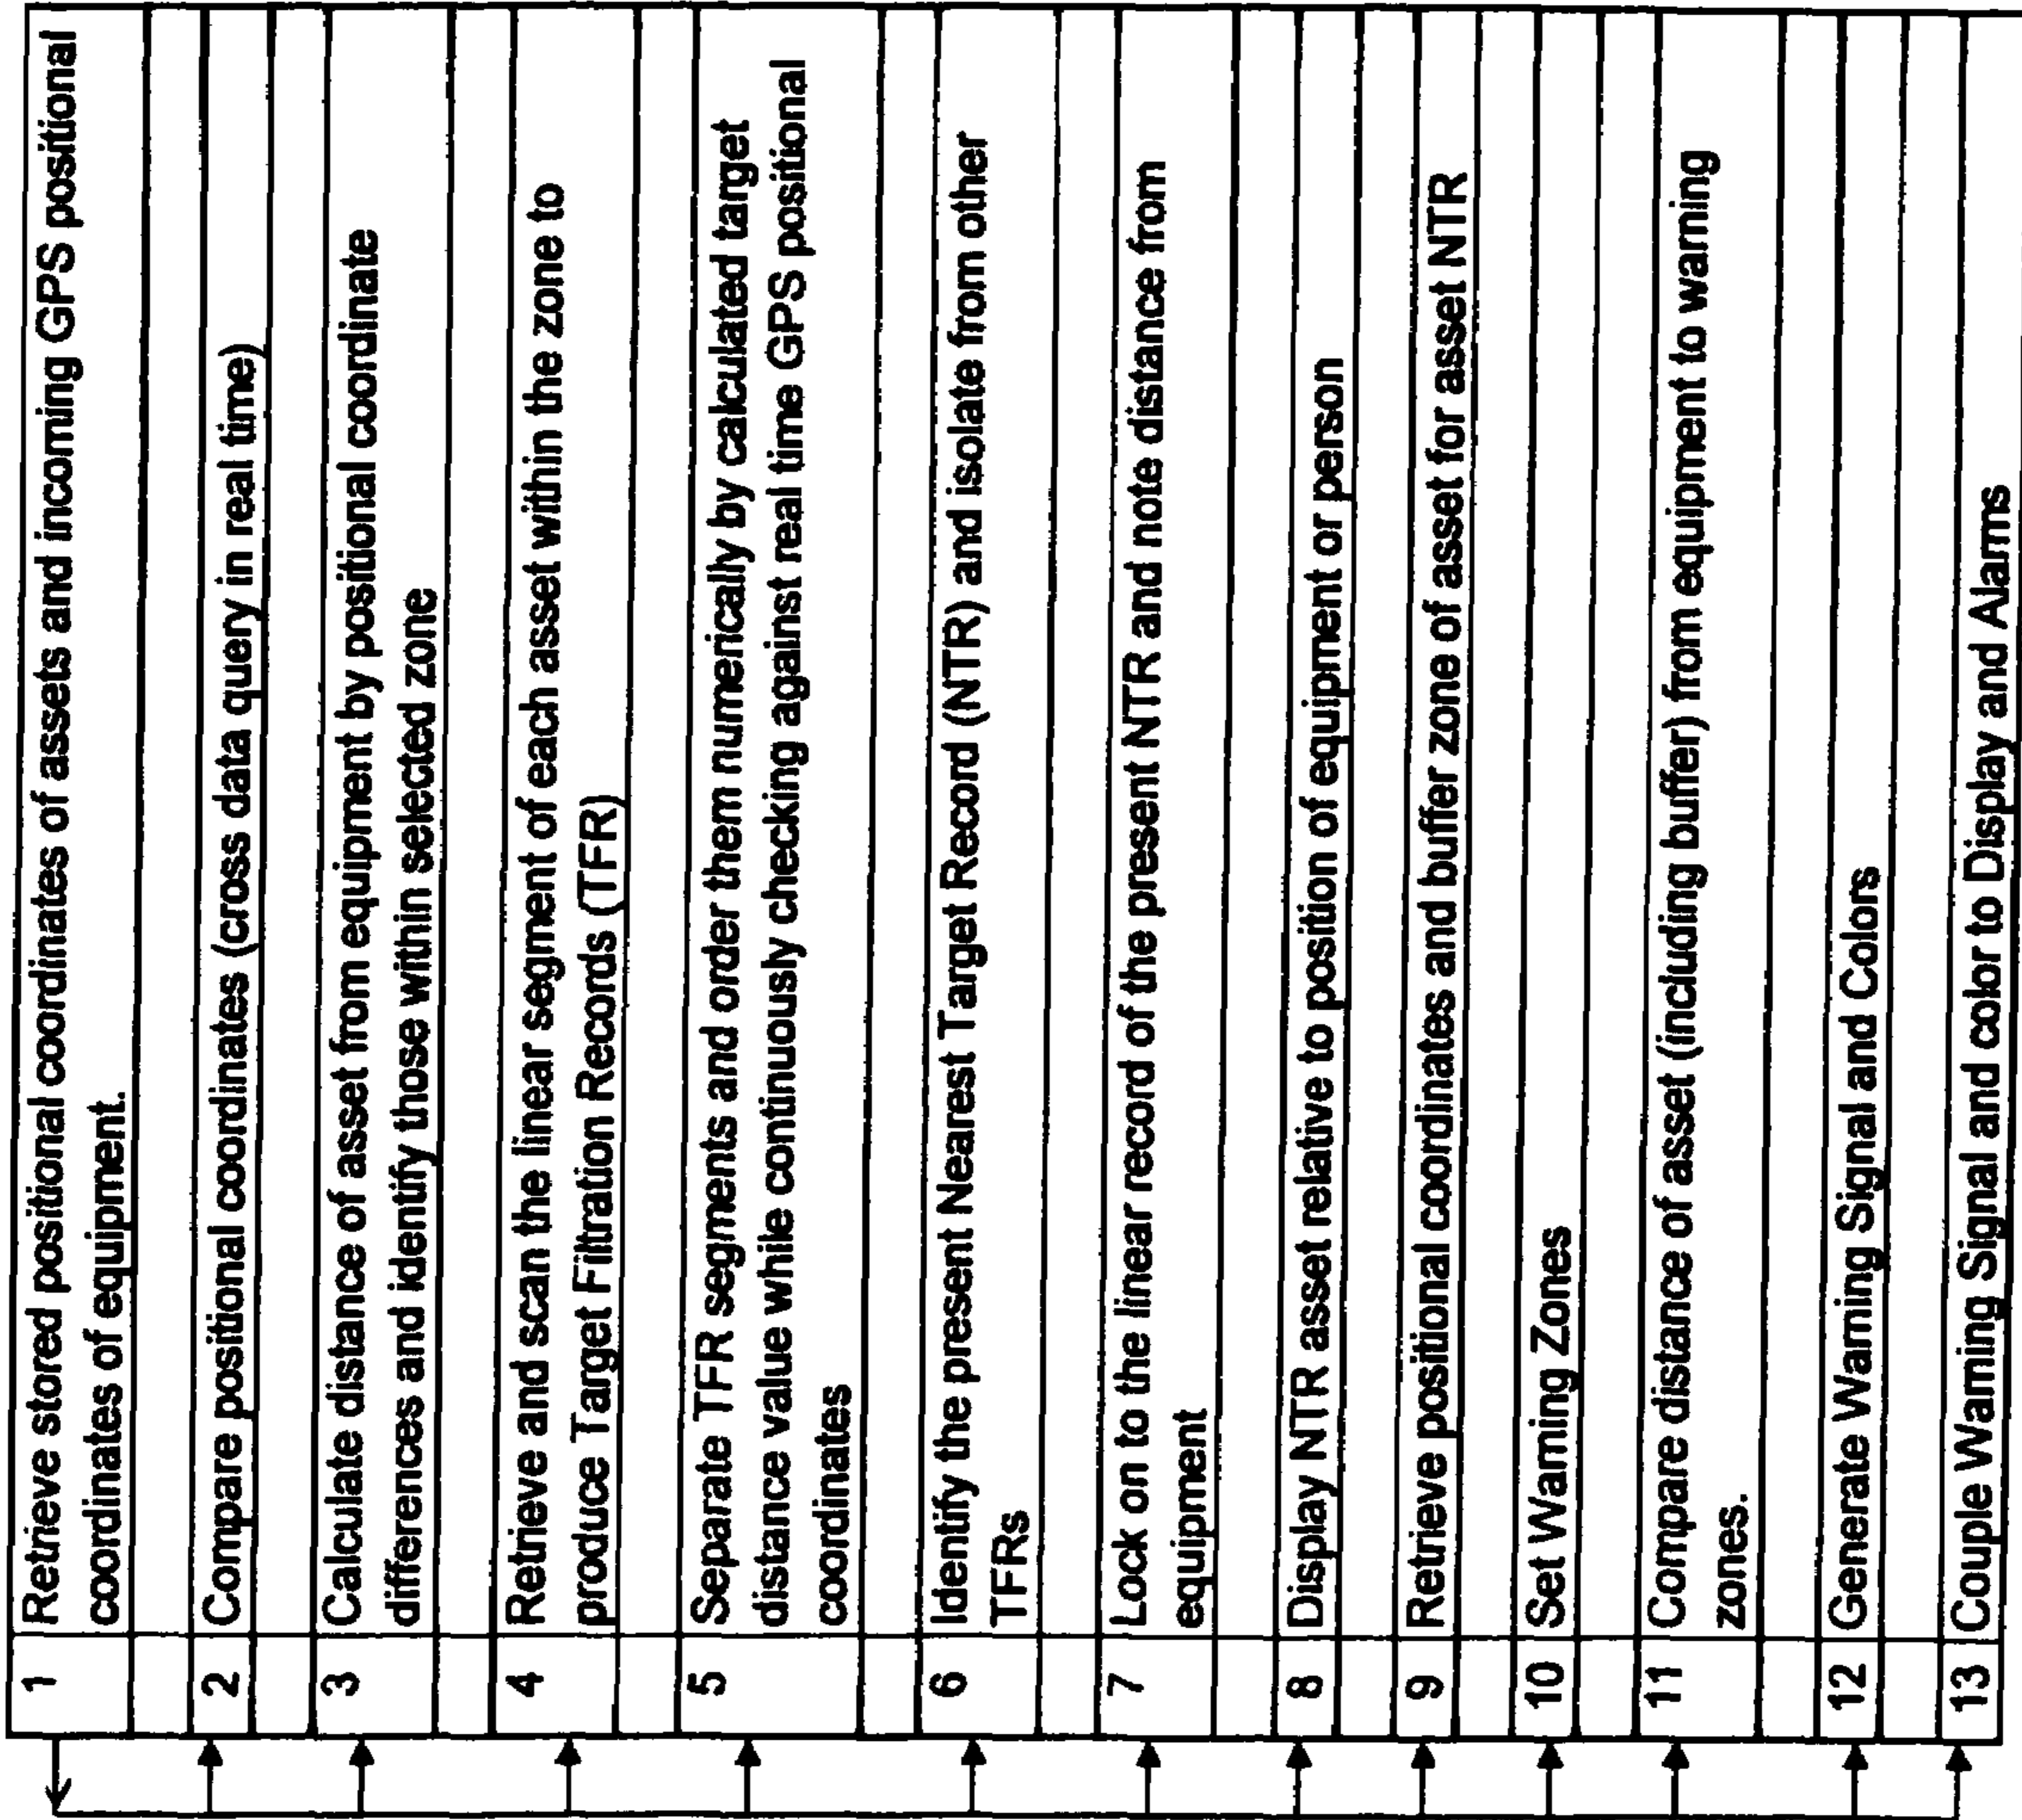 1 Retrieve stored positional coordinates of assets and incoming GPS positional
coordinates of equipment.
2 Compare positional coordinates (cross data query in real time)
3 Calculate distance of asset from equipment by positional coordinate
differences and identify those within selected zone
4 Retrieve and scan the linear segment of each asset within the zone to
produce Target Filtration Records (TFR)
5 Separate TFR segments and order them numerically by calculated target
distance value while continuously checking against real time GPS positional
coordinates
6 Identify the present Nearest Target Record (NTR) and isolate from other
TFRs
7 Lock on to the linear record of the present NTR and note distance from
equipment
8 Display NTR asset relative to position of equipment or person
9 Retrieve positional coordinates and buffer zone of asset for asset NTR
10 Set Warning Zones
11 Compare distance of asset (including buffer) from equipment to warning
zones.
12 Generate Warning Signal and Colors
13 Couple Warning Signal and color to Display and Alarms